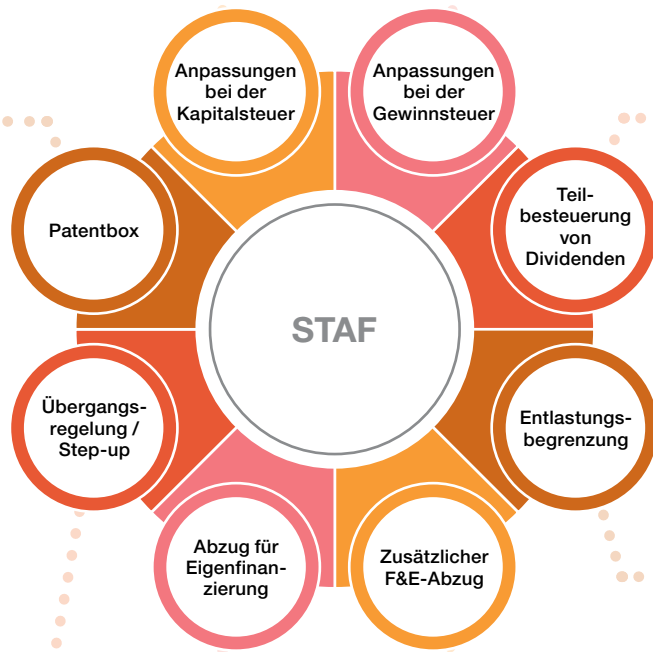 Anpassungen
bei der
Kapitalsteuer
Anpassungen
bei der
Gewinnsteuer
Teil-
besteuerung
von
Dividenden
Entlastungs-
begrenzung
Zusätzlicher
F&E-Abzug
Abzug für
Eigenfinan-
zierung
Übergangs-
regelung /
Step-up
Patentbox
STAF